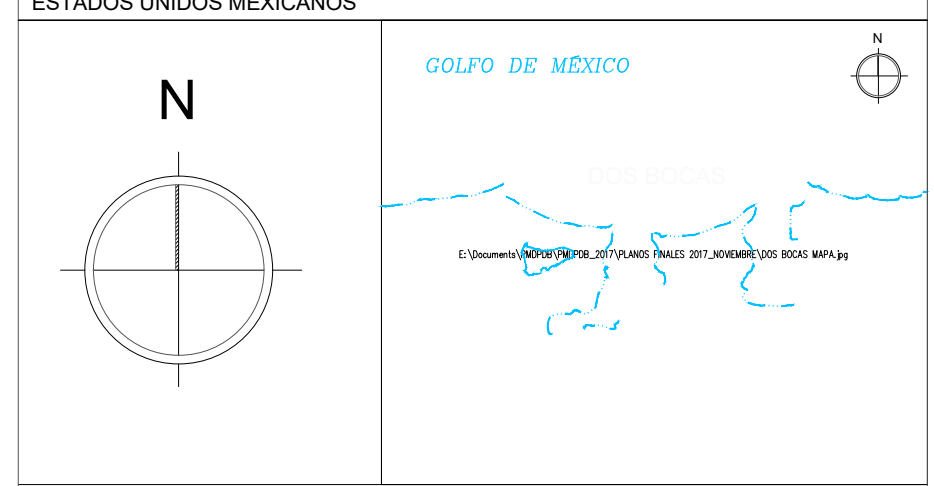 ESTADOS UNIDOS MEXICANOS
N
GOLFO DE MÉXICO
N
DOS BOCAS
E:\Documents\PMDPDB\PMDPDB_2017\PLANOS FINALES 2017_NOVIEMBRE\DOS BOCAS MAPA.jpg